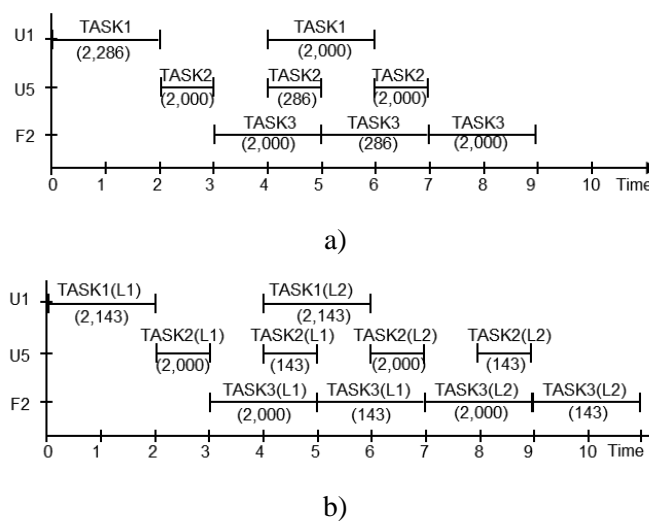 TASK1 TASK1
U1
(2,286) (2,000)
TASK2 TASK2 TASK2
U5
(2,000) (286) (2,000)
TASK3 TASK3 TASK3
F2
(2,000) (286) (2,000)
0 1 2 3 4 5 6 7 8 9 10 Time
a)
TASK1(L1) TASK1(L2)
U1
(2,143) (2,143)
TASK2(L1) TASK2(L1) TASK2(L2) TASK2(L2)
U5
(2,000) (143) (2,000) (143)
TASK3(L1) TASK3(L1) TASK3(L2) TASK3(L2)
F2
(2,000) (143) (2,000) (143)
0 1 2 3 4 5 6 7 8 9 10 Time
b)